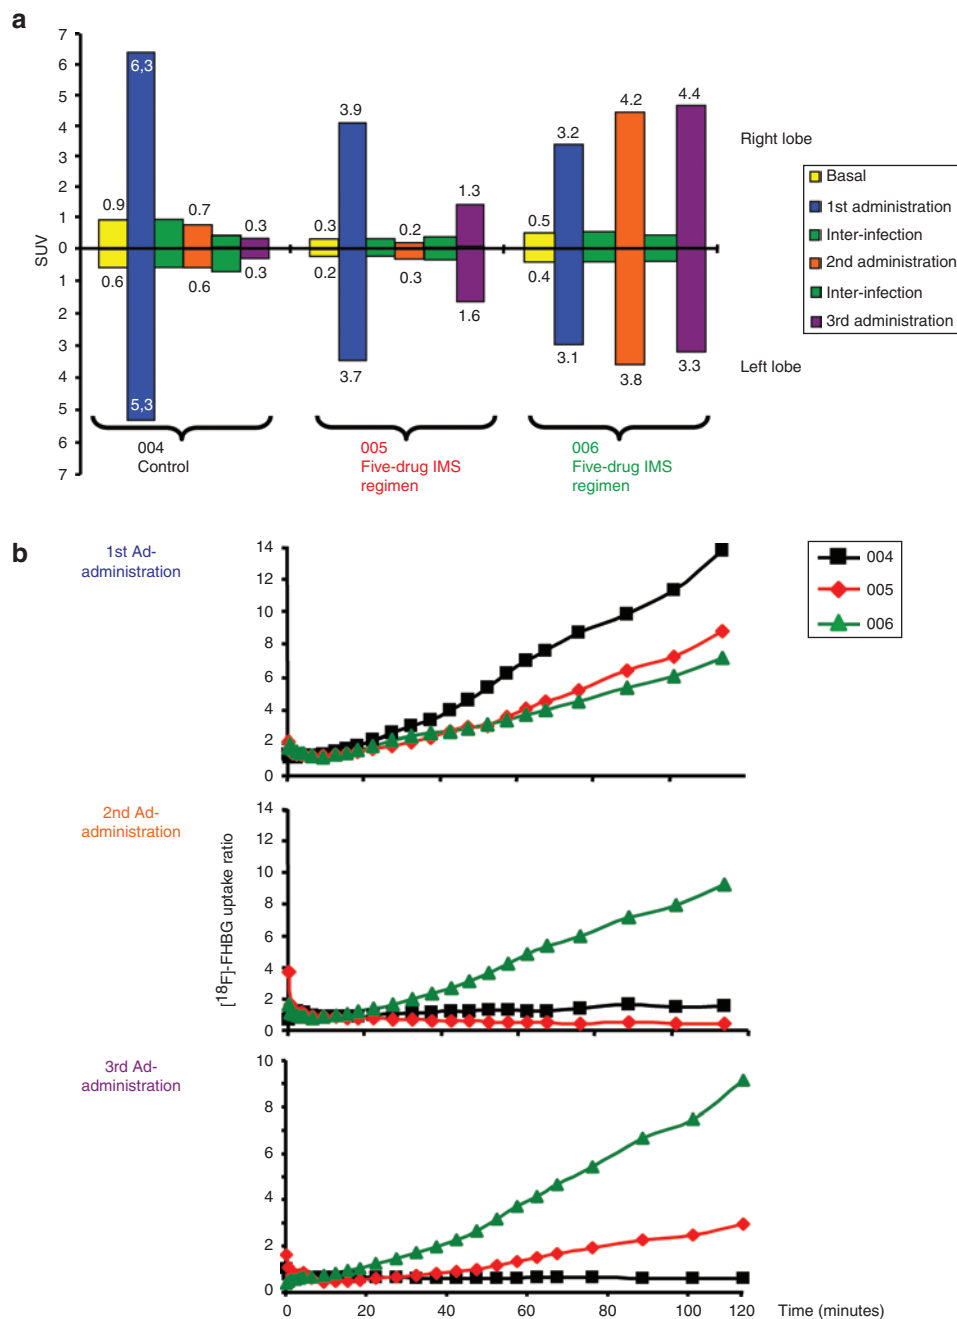 a
7
6
5
4
3
2
1
0
1
2
3
4
5
6
7
SUV
0.9
6,3
0.7
0.3
0.6
5,3
0.6
0.3
0.3
3.9
0.2
1.3
0.2
3.7
0.3
1.6
0.5
3.2
4.2
4.4
0.4
3.1
3.8
3.3
Right lobe
Left lobe
Basal
1st administration
Inter-infection
2nd administration
Inter-infection
3rd administration
004
Control
005
Five-drug IMS
regimen
006
Five-drug IMS
regimen
b
1st Ad-
administration
14
12
10
8
6
4
2
0
004
005
006
2nd Ad-
administration
[18F]-FHBG uptake ratio
14
12
10
8
6
4
2
0
3rd Ad-
administration
10
8
6
4
2
0
0 20 40 60 80 100 120 Time (minutes)